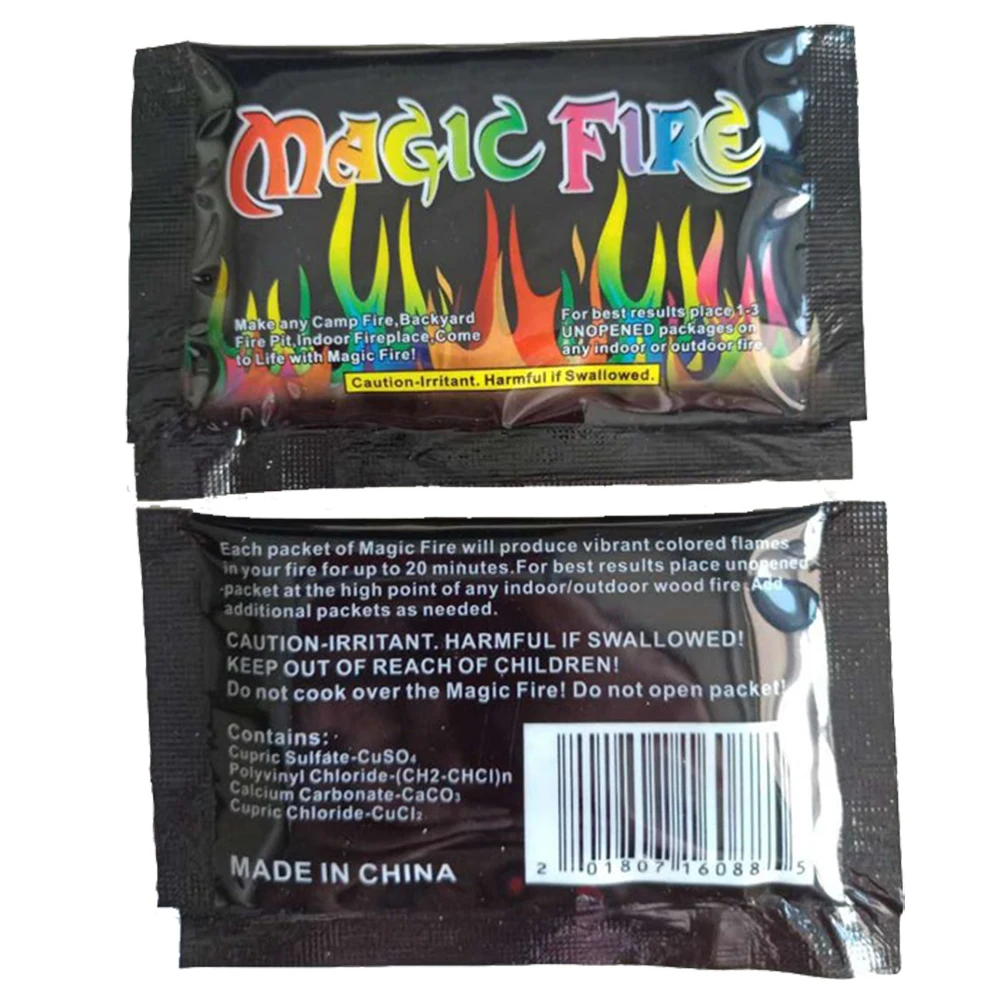 MAGIC FIRE
Make any Camp Fire,Backyard
Fire Pit,Indoor Fireplace,Come
to Life with Magic Fire!
For best results place 1-3
UNOPENED packages on
any indoor or outdoor fire
Caution-Irritant. Harmful if Swallowed.
Each packet of Magic Fire will produce vibrant colored flames
in your fire for up to 20 minutes.For best results place unopened
packet at the high point of any indoor/outdoor wood fire.Add
additional packets as needed.
CAUTION-IRRITANT. HARMFUL IF SWALLOWED!
KEEP OUT OF REACH OF CHILDREN!
Do not cook over the Magic Fire! Do not open packet!
Contains:
Cupric Sulfate-CuSO₄
Polyvinyl Chloride-(CH2-CHCl)n
Calcium Carbonate-CaCO₃
Cupric Chloride-CuCl₂
MADE IN CHINA
2 01807 16088 5